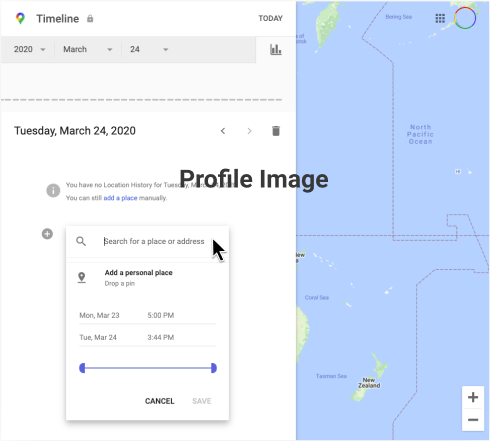 Timeline
TODAY
2020 March 24
Tuesday, March 24, 2020
You have no Location History for Tuesday, March
You can still add a place manually.
Profile Image
Search for a place or address
Add a personal place
Drop a pin
Mon, Mar 23 5:00 PM
Tue, Mar 24 3:44 PM
CANCEL SAVE
Bering Sea
North
Pacific
Ocean
HI
Coral Sea
Tasman Sea
New
Zealand